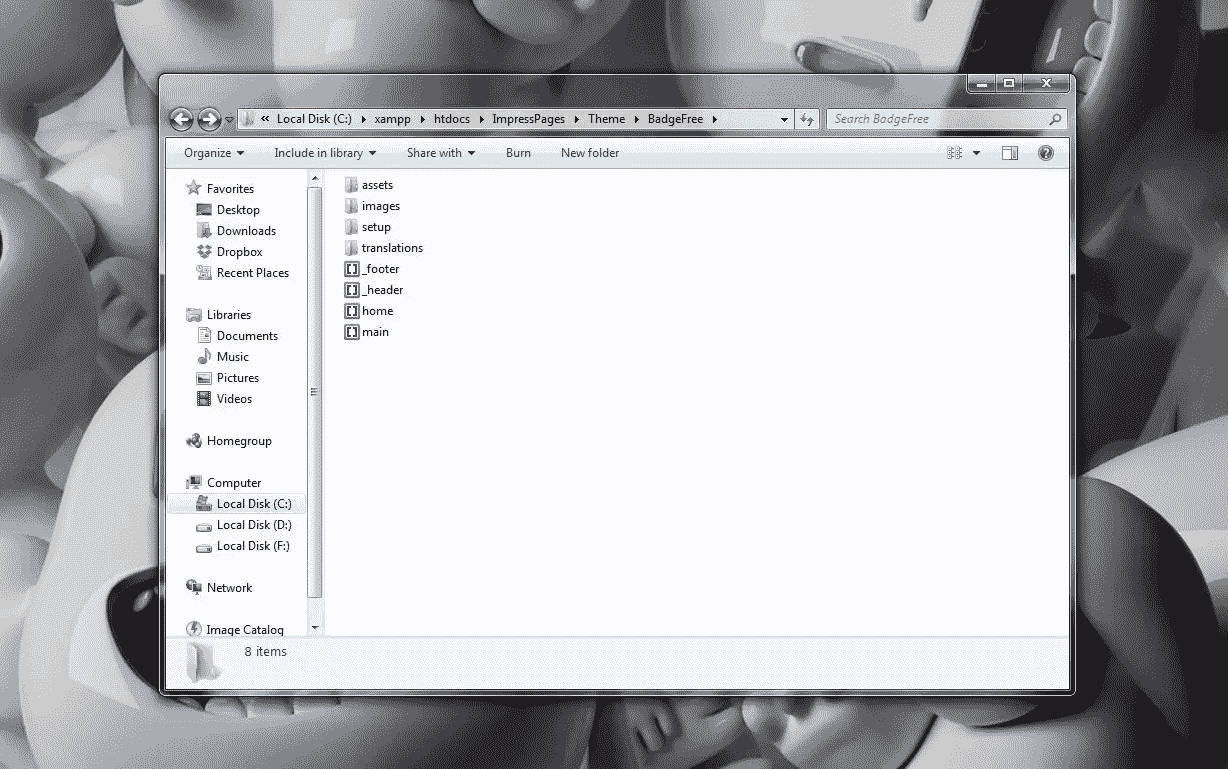 « Local Disk (C:) xampp htdocs ImpressPages Theme BadgeFree Search BadgeFree
Organize Include in library Share with Burn New folder
Favorites
Desktop
Downloads
Dropbox
Recent Places
Libraries
Documents
Music
Pictures
Videos
Homegroup
Computer
Local Disk (C:)
Local Disk (D:)
Local Disk (F:)
Network
Image Catalog
assets
images
setup
translations
_footer
_header
home
main
8 items